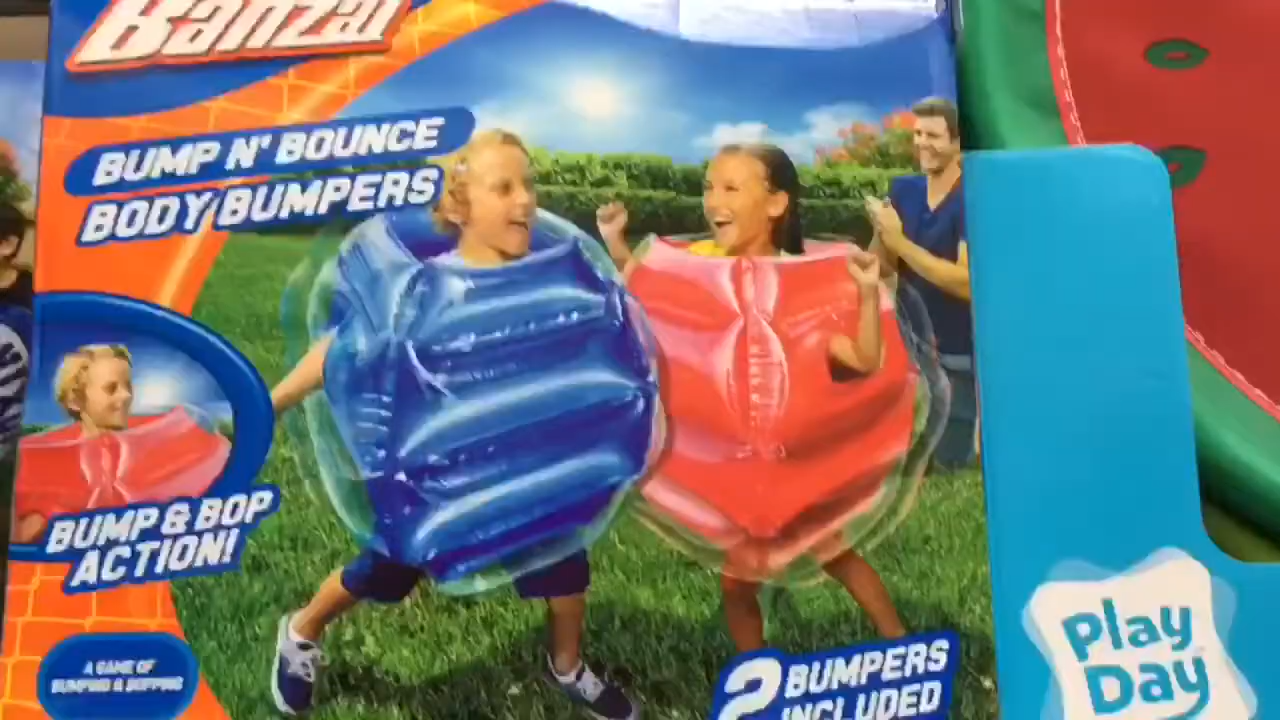 Banzai
BUMP N' BOUNCE
BODY BUMPERS
BUMP & BOP
ACTION!
A GAME OF
BUMPING & BOPPING
2 BUMPERS
INCLUDED
Play
Day